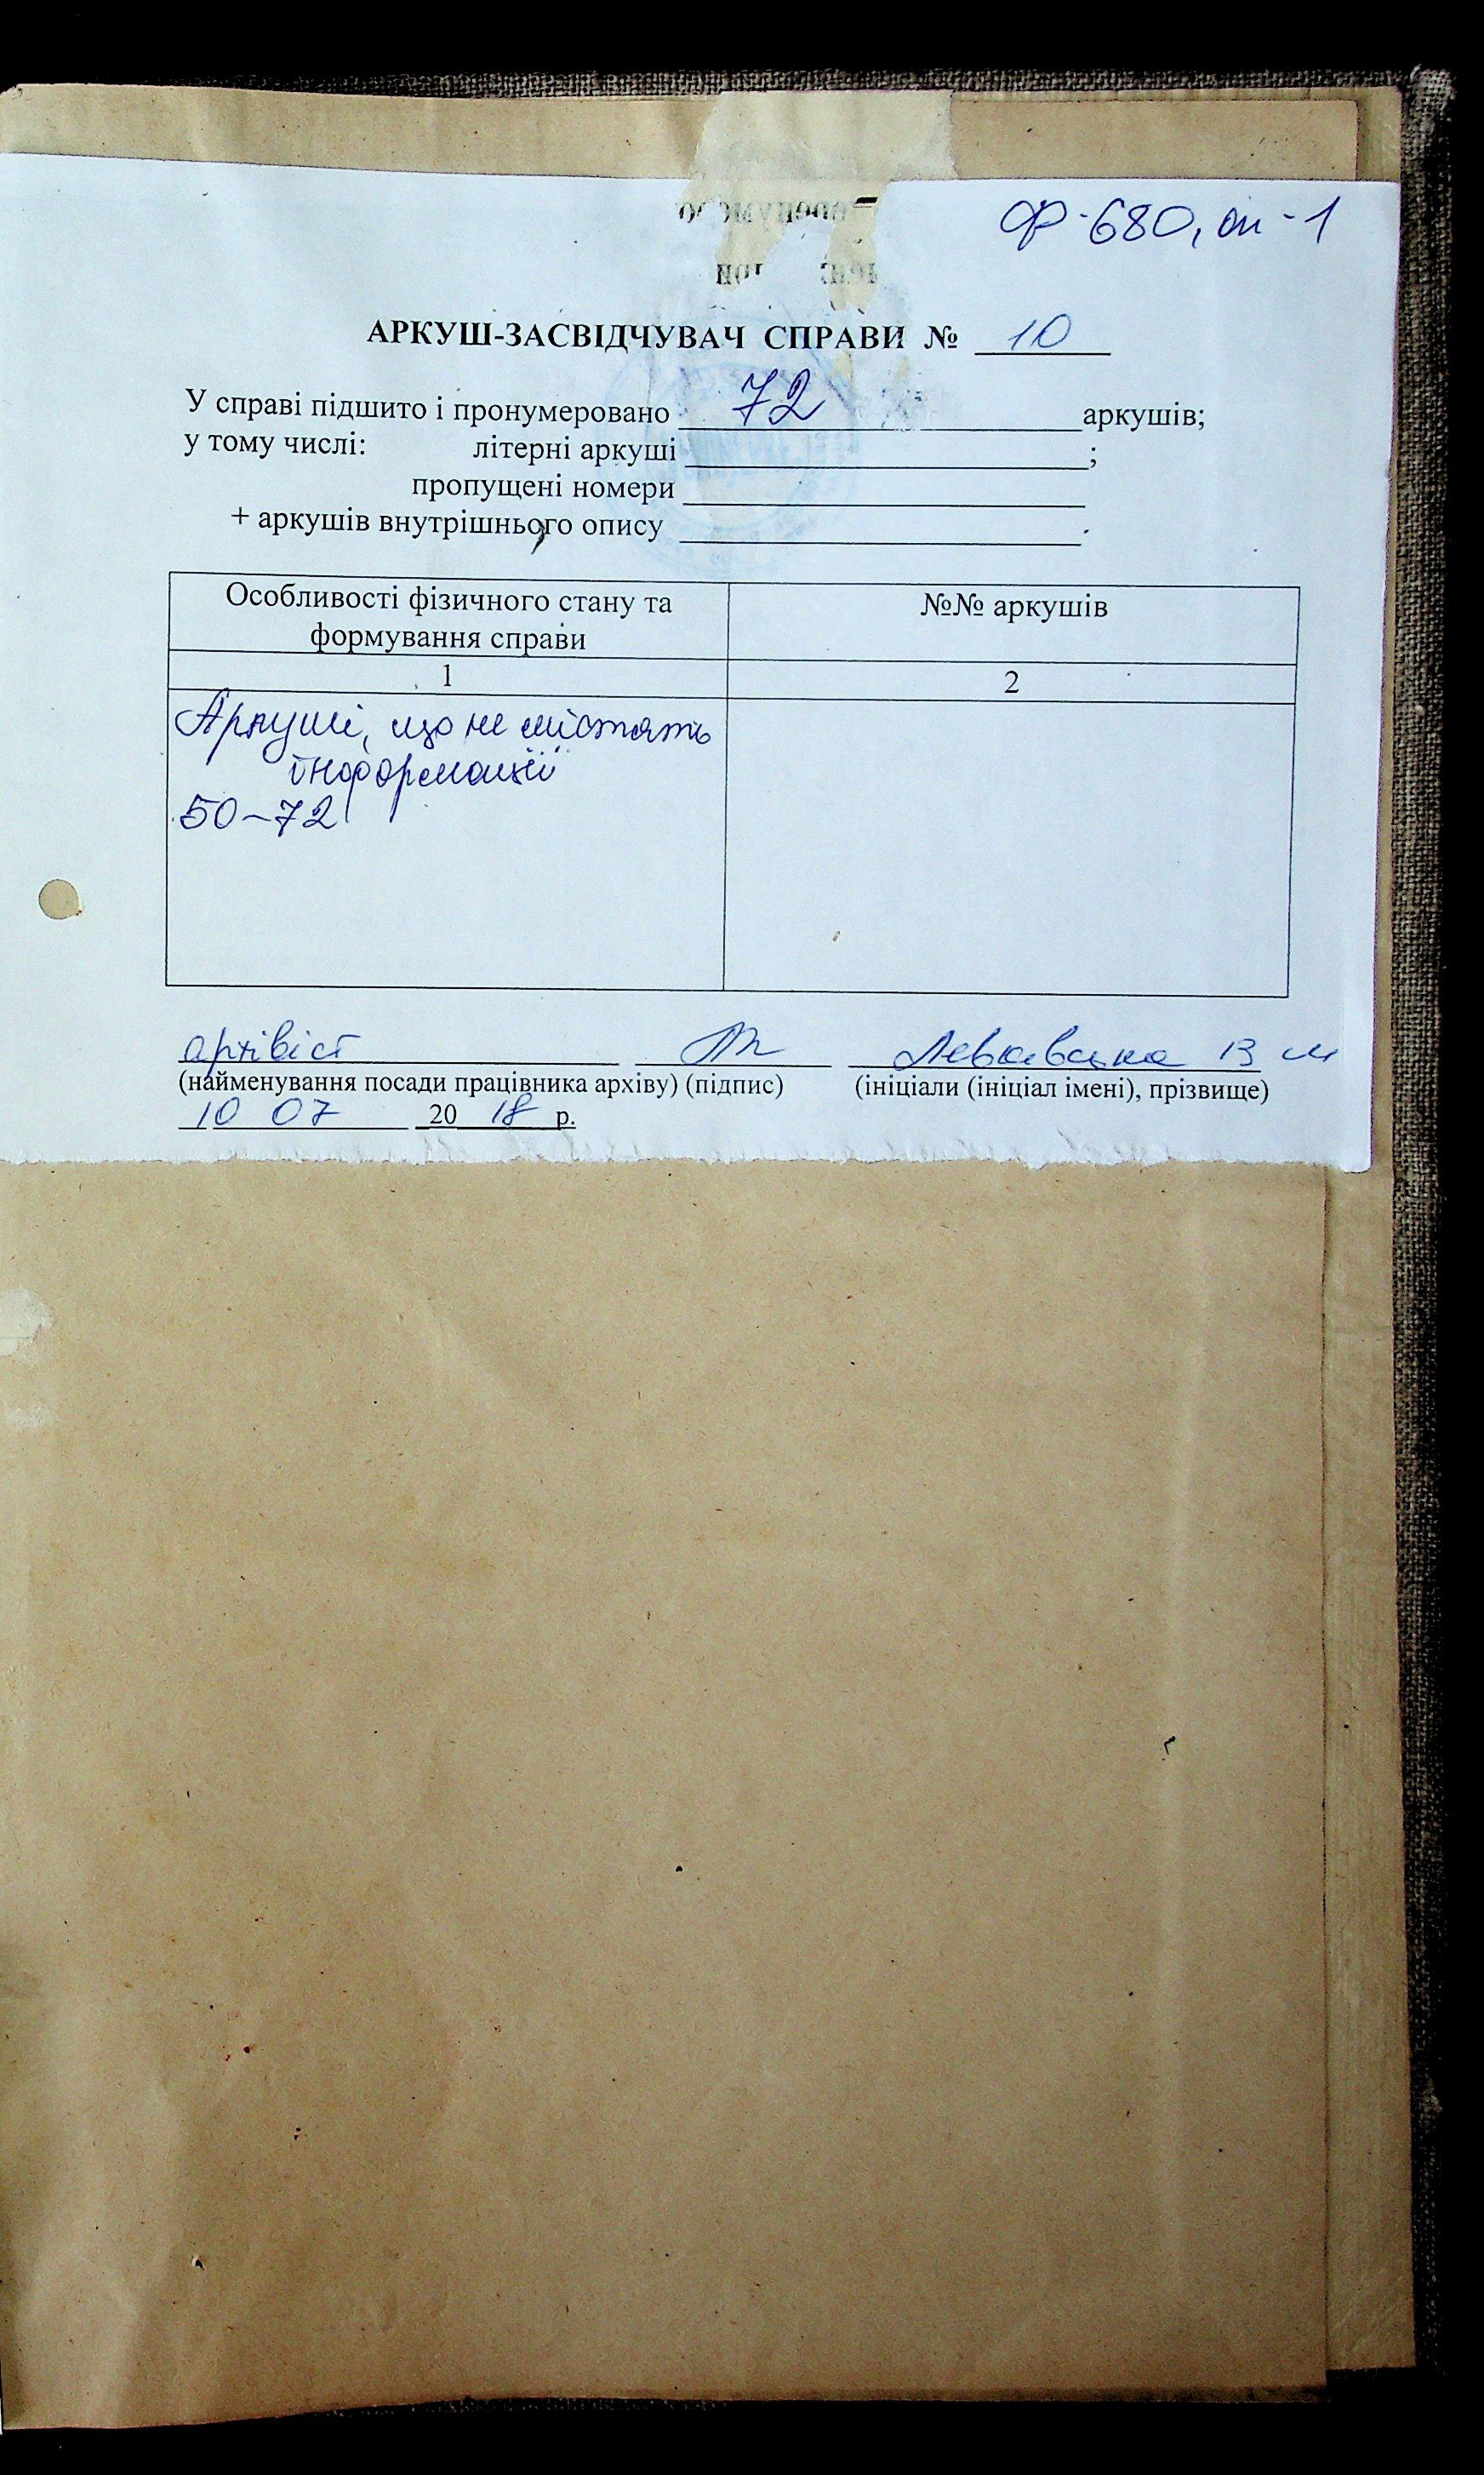 Ф-680, оп-1
АРКУШ-ЗАСВІДЧУВАЧ СПРАВИ № 10
У справі підшито і пронумеровано 72 аркушів;
у тому числі: літерні аркуші ;
пропущені номери
+ аркушів внутрішнього опису .
Особливості фізичного стану та №№ аркушів
формування справи
1 2
Аркуші, що не містять
інформації
50-72
архівіст В М
(найменування посади працівника архіву) (підпис) (ініціали (ініціал імені), прізвище)
10 07 2018 р.